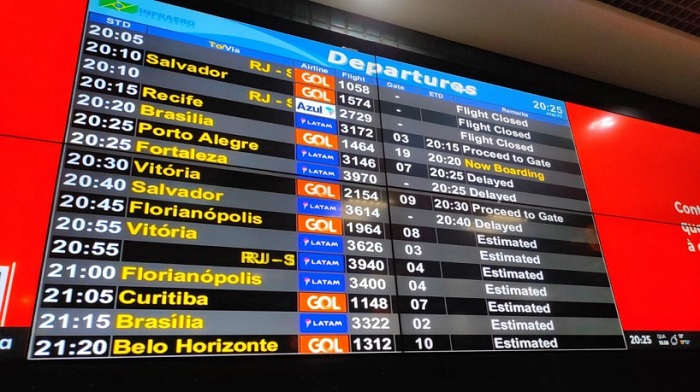 INFRAERO
Departures
20:25
STD To/Via Airline Flight Gate ETD Remarks
20:05 RJ - S GOL 1058 - Flight Closed
20:10 Salvador GOL 1574 - Flight Closed
20:10 RJ - S Azul 2729 - Flight Closed
20:15 Recife LATAM 3172 03 20:15 Proceed to Gate
20:20 Brasília GOL 1464 19 20:20 Now Boarding
20:25 Porto Alegre LATAM 3146 07 20:25 Delayed
20:25 Fortaleza LATAM 3970 - 20:25 Delayed
20:30 Vitória GOL 2154 09 20:30 Proceed to Gate
20:40 Salvador LATAM 3614 - 20:40 Delayed
20:45 Florianópolis GOL 1964 08 Estimated
20:55 Vitória LATAM 3626 03 Estimated
20:55 RJ - S LATAM 3940 04 Estimated
21:00 Florianópolis LATAM 3400 04 Estimated
21:05 Curitiba GOL 1148 07 Estimated
21:15 Brasília LATAM 3322 02 Estimated
21:20 Belo Horizonte GOL 1312 10 Estimated
20:25